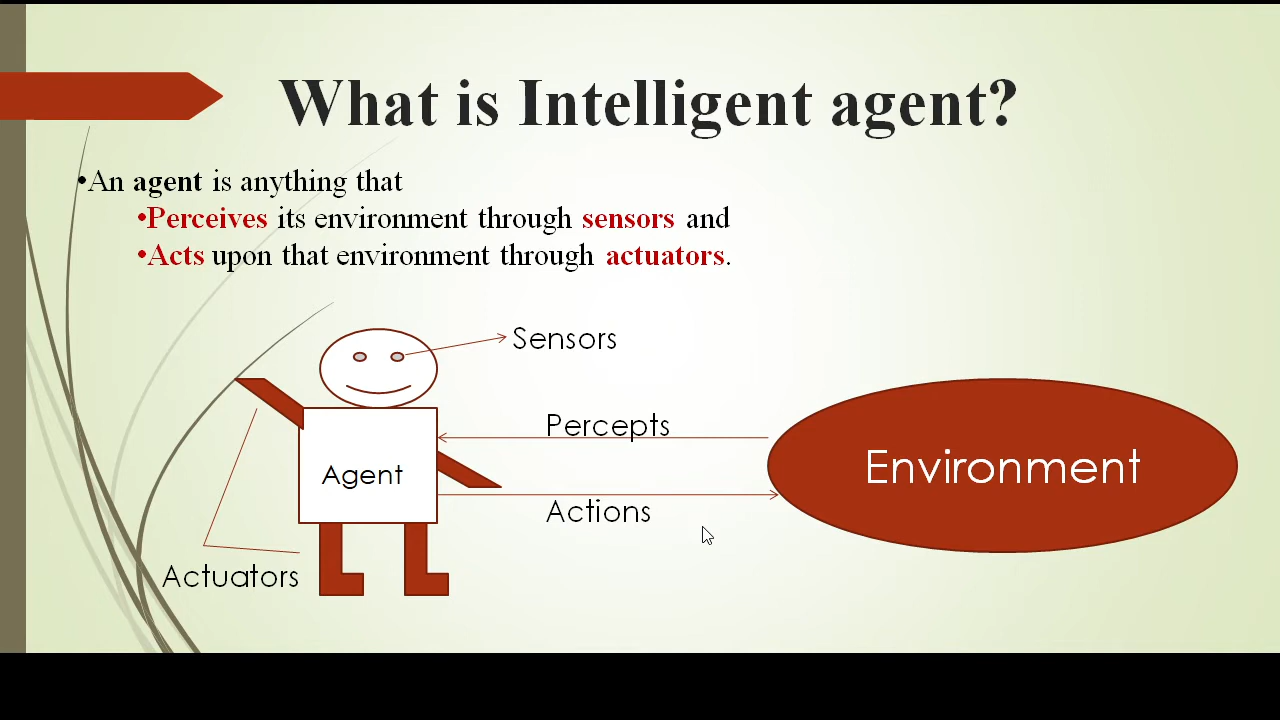 What is Intelligent agent?
•An agent is anything that
•Perceives its environment through sensors and
•Acts upon that environment through actuators.
Sensors
Percepts
Agent
Environment
Actions
Actuators